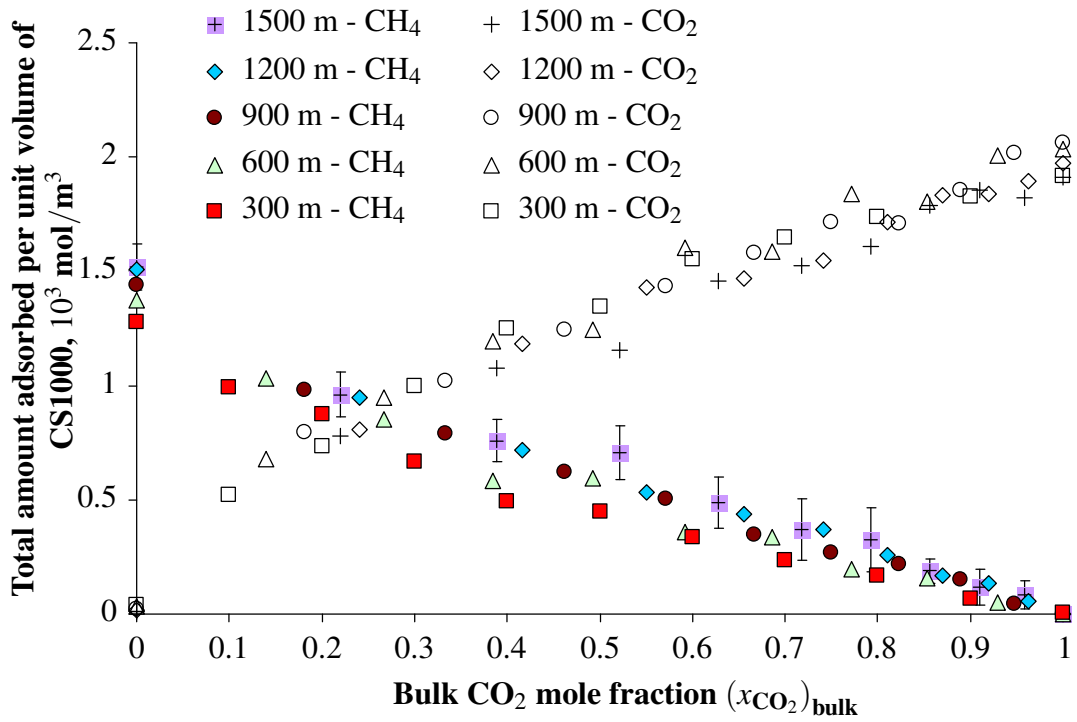 Total amount adsorbed per unit volume of
CS1000, 10³ mol/m³
1500 m - CH₄
1200 m - CH₄
900 m - CH₄
600 m - CH₄
300 m - CH₄
1500 m - CO₂
1200 m - CO₂
900 m - CO₂
600 m - CO₂
300 m - CO₂
2.5
2
1.5
1
0.5
0
0 0.1 0.2 0.3 0.4 0.5 0.6 0.7 0.8 0.9 1
Bulk CO₂ mole fraction (x_CO₂)_bulk